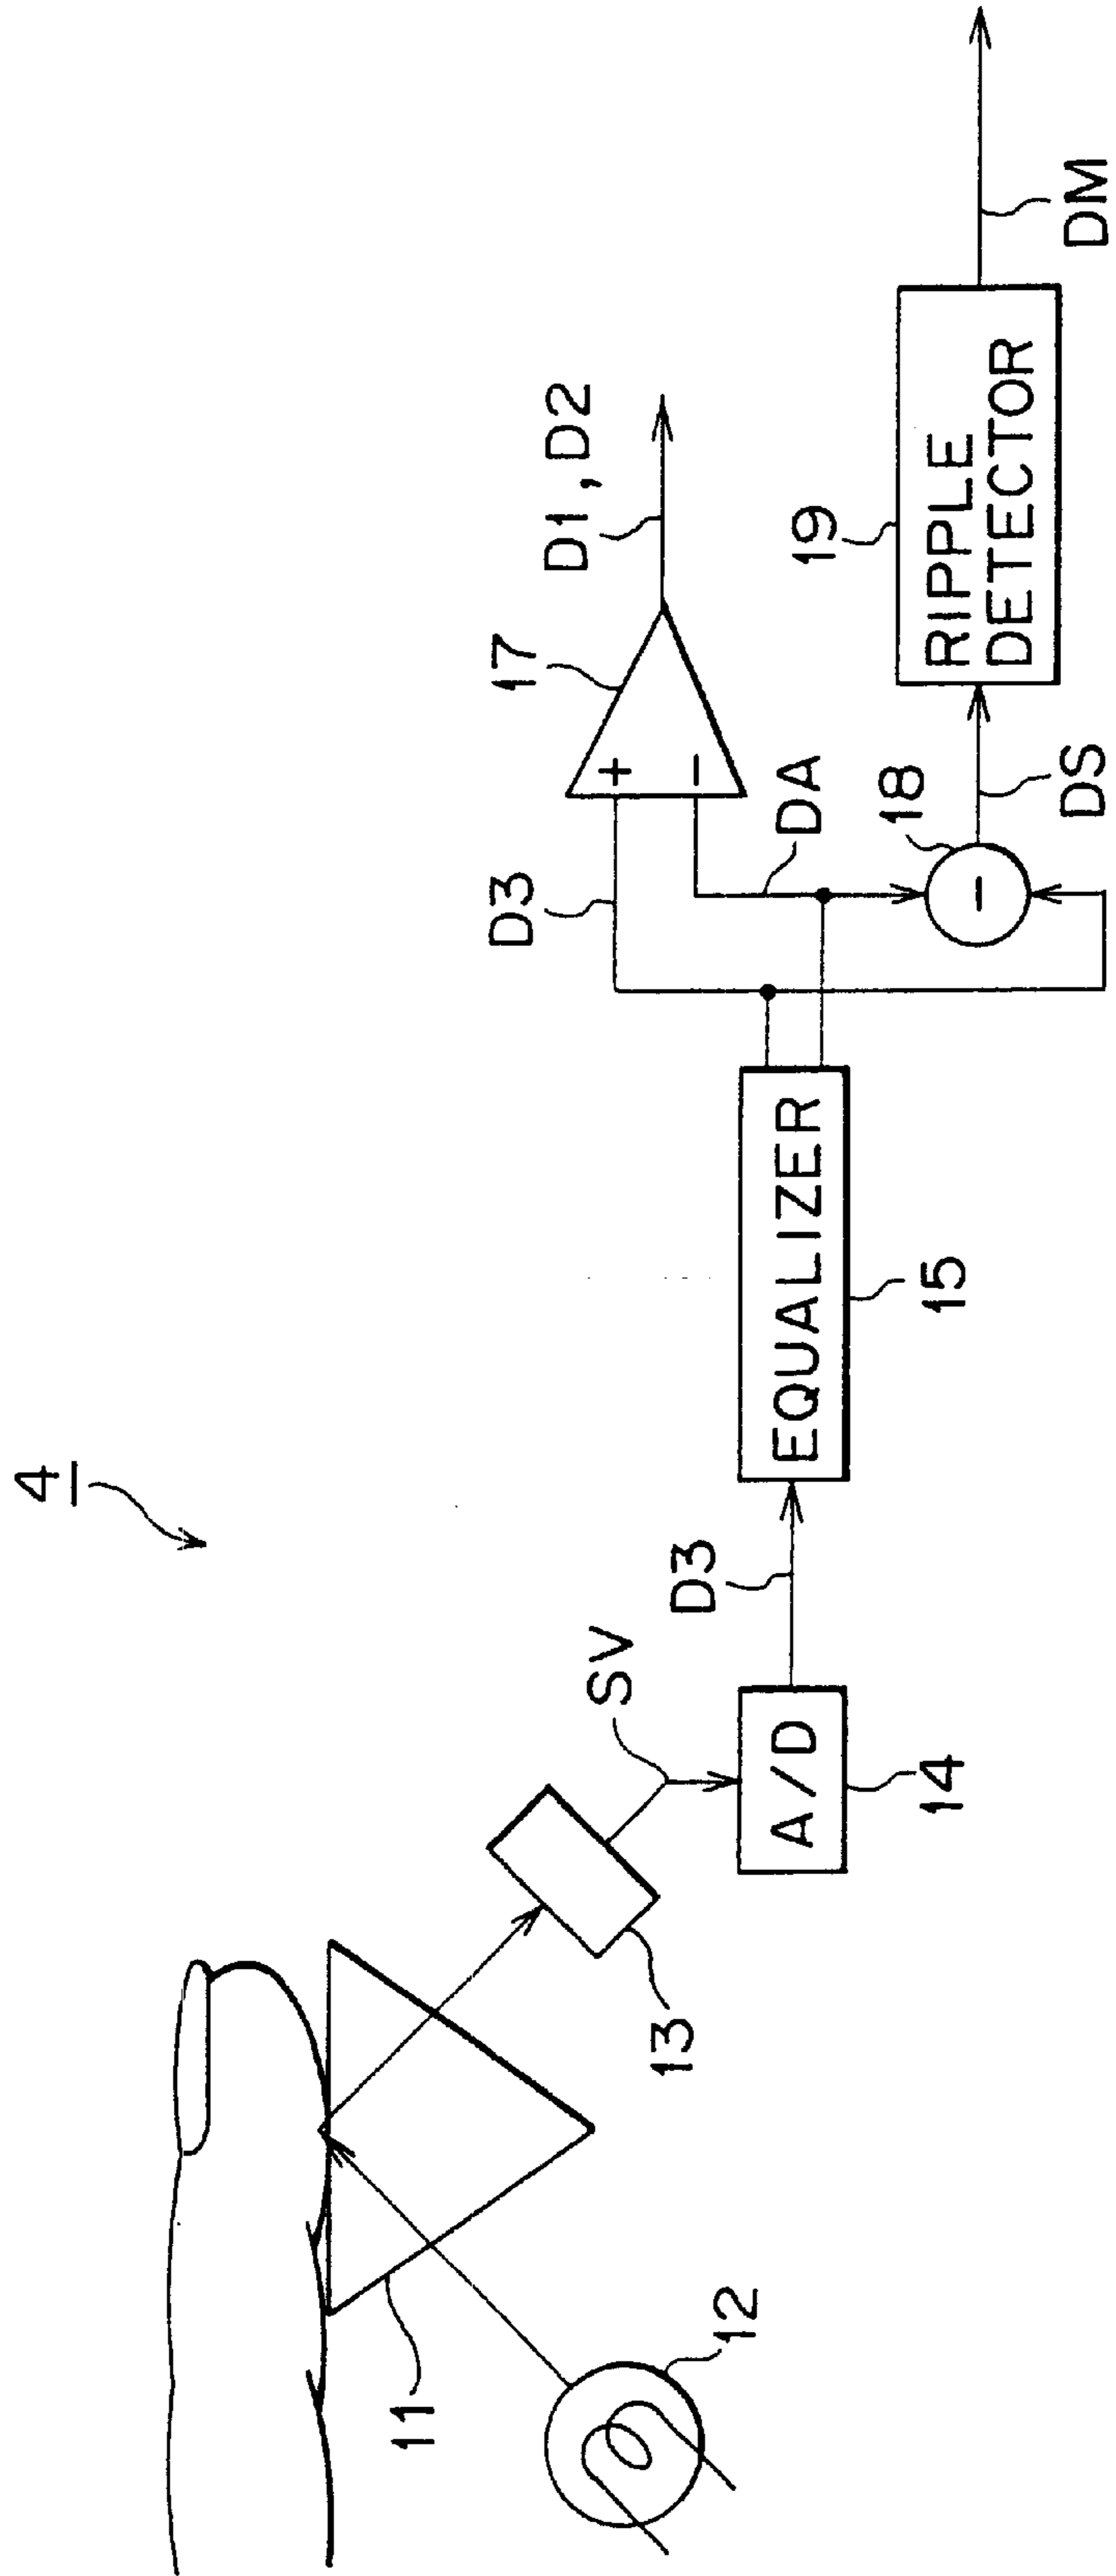 4
11
12
13
SV
A/D
14
D3
EQUALIZER
15
D3
DA
17
+
−
D1, D2
18
−
DS
19
RIPPLE
DETECTOR
DM